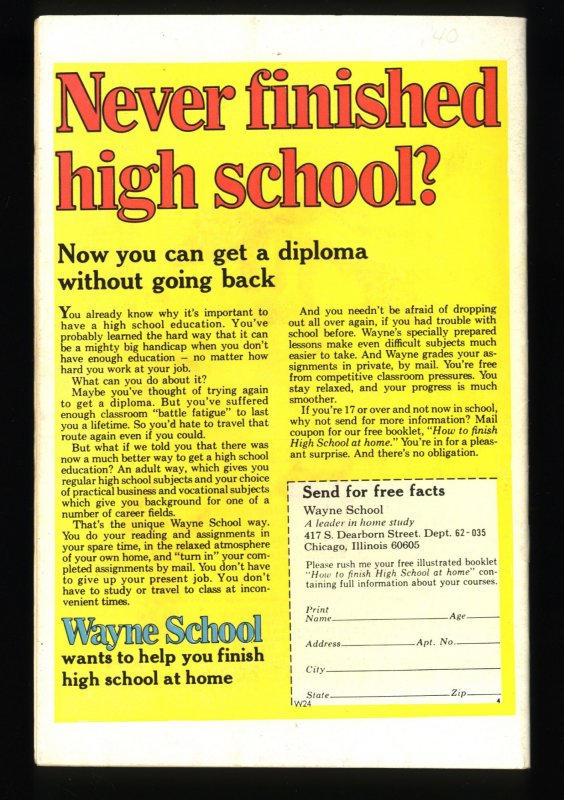 40
Never finished
high school?
Now you can get a diploma
without going back
You already know why it's important to
have a high school education. You've
probably learned the hard way that it can
be a mighty big handicap when you don't
have enough education — no matter how
hard you work at your job.
What can you do about it?
Maybe you've thought of trying again
to get a diploma. But you've suffered
enough classroom "battle fatigue" to last
you a lifetime. So you'd hate to travel that
route again even if you could.
But what if we told you that there was
now a much better way to get a high school
education? An adult way, which gives you
regular high school subjects and your choice
of practical business and vocational subjects
which give you background for one of a
number of career fields.
That's the unique Wayne School way.
You do your reading and assignments in
your spare time, in the relaxed atmosphere
of your own home, and "turn in" your com-
pleted assignments by mail. You don't have
to give up your present job. You don't
have to study or travel to class at incon-
venient times.
Wayne School
wants to help you finish
high school at home
And you needn't be afraid of dropping
out all over again, if you had trouble with
school before. Wayne's specially prepared
lessons make even difficult subjects much
easier to take. And Wayne grades your as-
signments in private, by mail. You're free
from competitive classroom pressures. You
stay relaxed, and your progress is much
smoother.
If you're 17 or over and not now in school,
why not send for more information? Mail
coupon for our free booklet, "How to finish
High School at home." You're in for a pleas-
ant surprise. And there's no obligation.
Send for free facts
Wayne School
A leader in home study
417 S. Dearborn Street. Dept. 62-035
Chicago, Illinois 60605
Please rush me your free illustrated booklet
"How to finish High School at home" con-
taining full information about your courses.
Print
Name Age
Address Apt. No.
City
State Zip
W24 4